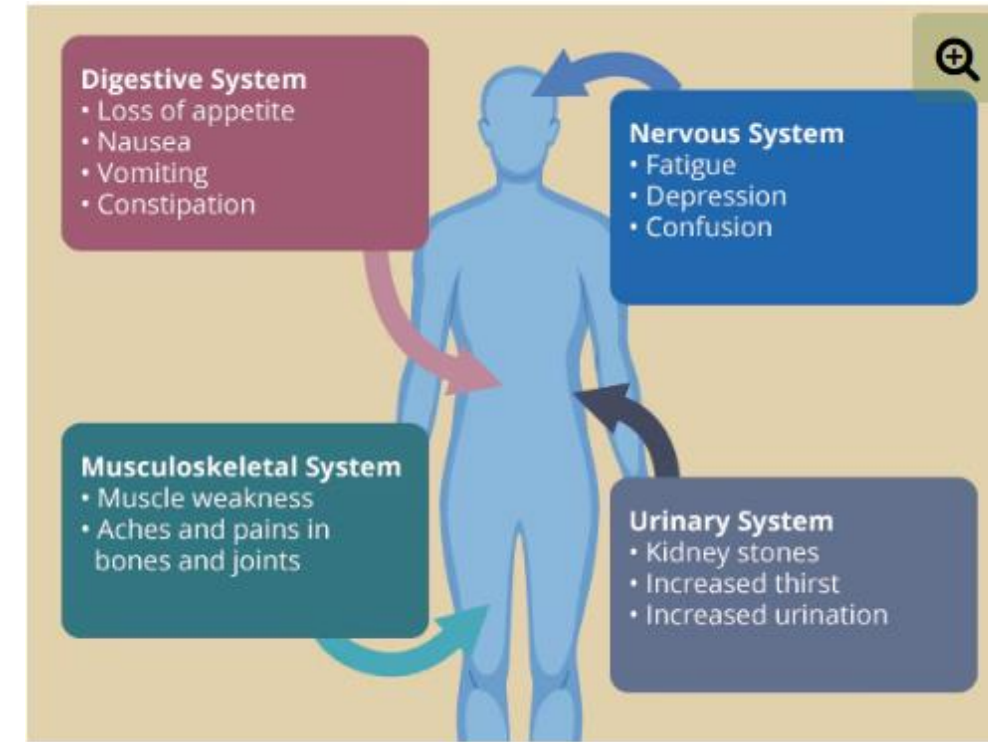 Digestive System
• Loss of appetite
• Nausea
• Vomiting
• Constipation
Nervous System
• Fatigue
• Depression
• Confusion
Musculoskeletal System
• Muscle weakness
• Aches and pains in
bones and joints
Urinary System
• Kidney stones
• Increased thirst
• Increased urination